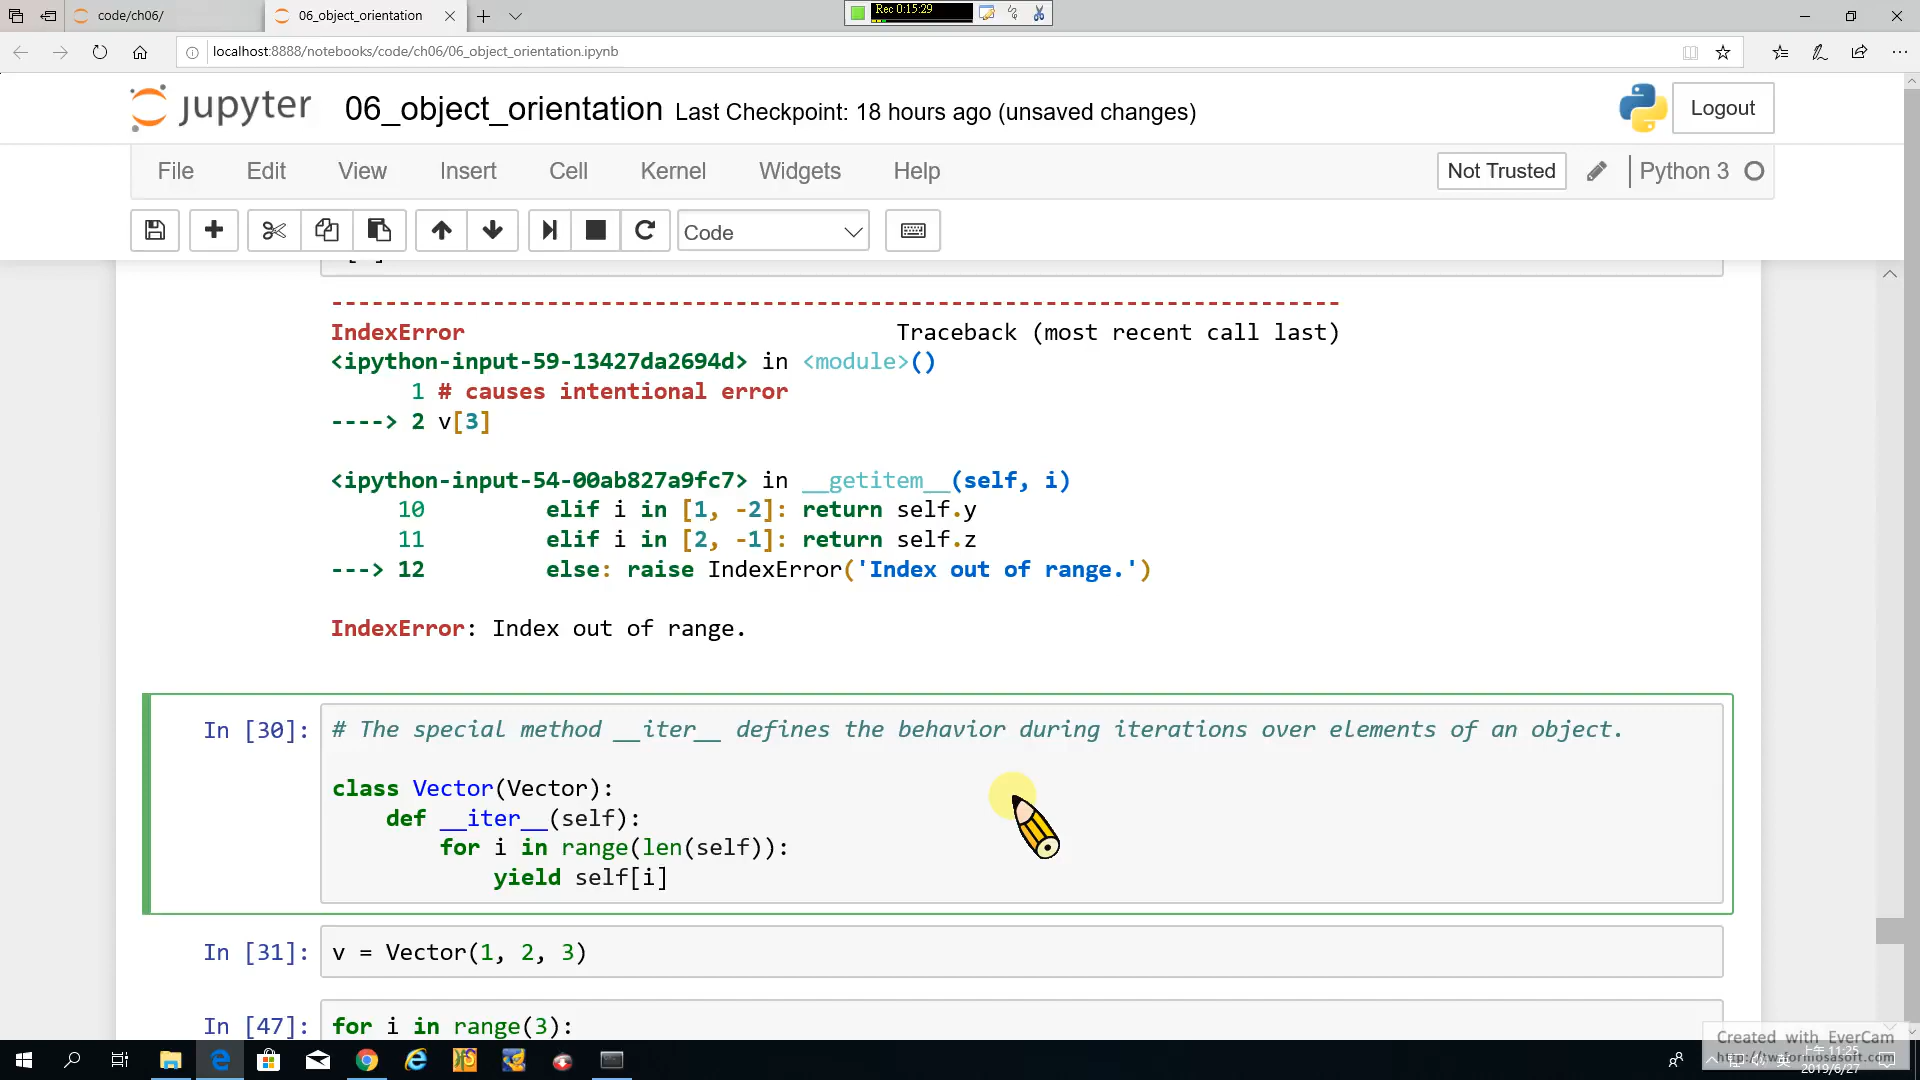 code/ch06/
06_object_orientation
Rec 0:15:29
localhost:8888/notebooks/code/ch06/06_object_orientation.ipynb
jupyter 06_object_orientation Last Checkpoint: 18 hours ago (unsaved changes)
Logout
File Edit View Insert Cell Kernel Widgets Help
Not Trusted
Python 3
Code
---------------------------------------------------------------------------
IndexError Traceback (most recent call last)
<ipython-input-59-13427da2694d> in <module>()
1 # causes intentional error
----> 2 v[3]
<ipython-input-54-00ab827a9fc7> in __getitem__(self, i)
10 elif i in [1, -2]: return self.y
11 elif i in [2, -1]: return self.z
---> 12 else: raise IndexError('Index out of range.')
IndexError: Index out of range.
In [30]: # The special method __iter__ defines the behavior during iterations over elements of an object.
class Vector(Vector):
def __iter__(self):
for i in range(len(self)):
yield self[i]
In [31]: v = Vector(1, 2, 3)
In [47]: for i in range(3):
Created with EverCam
http://tw.formosasoft.com
上午 11:25
2019/6/27